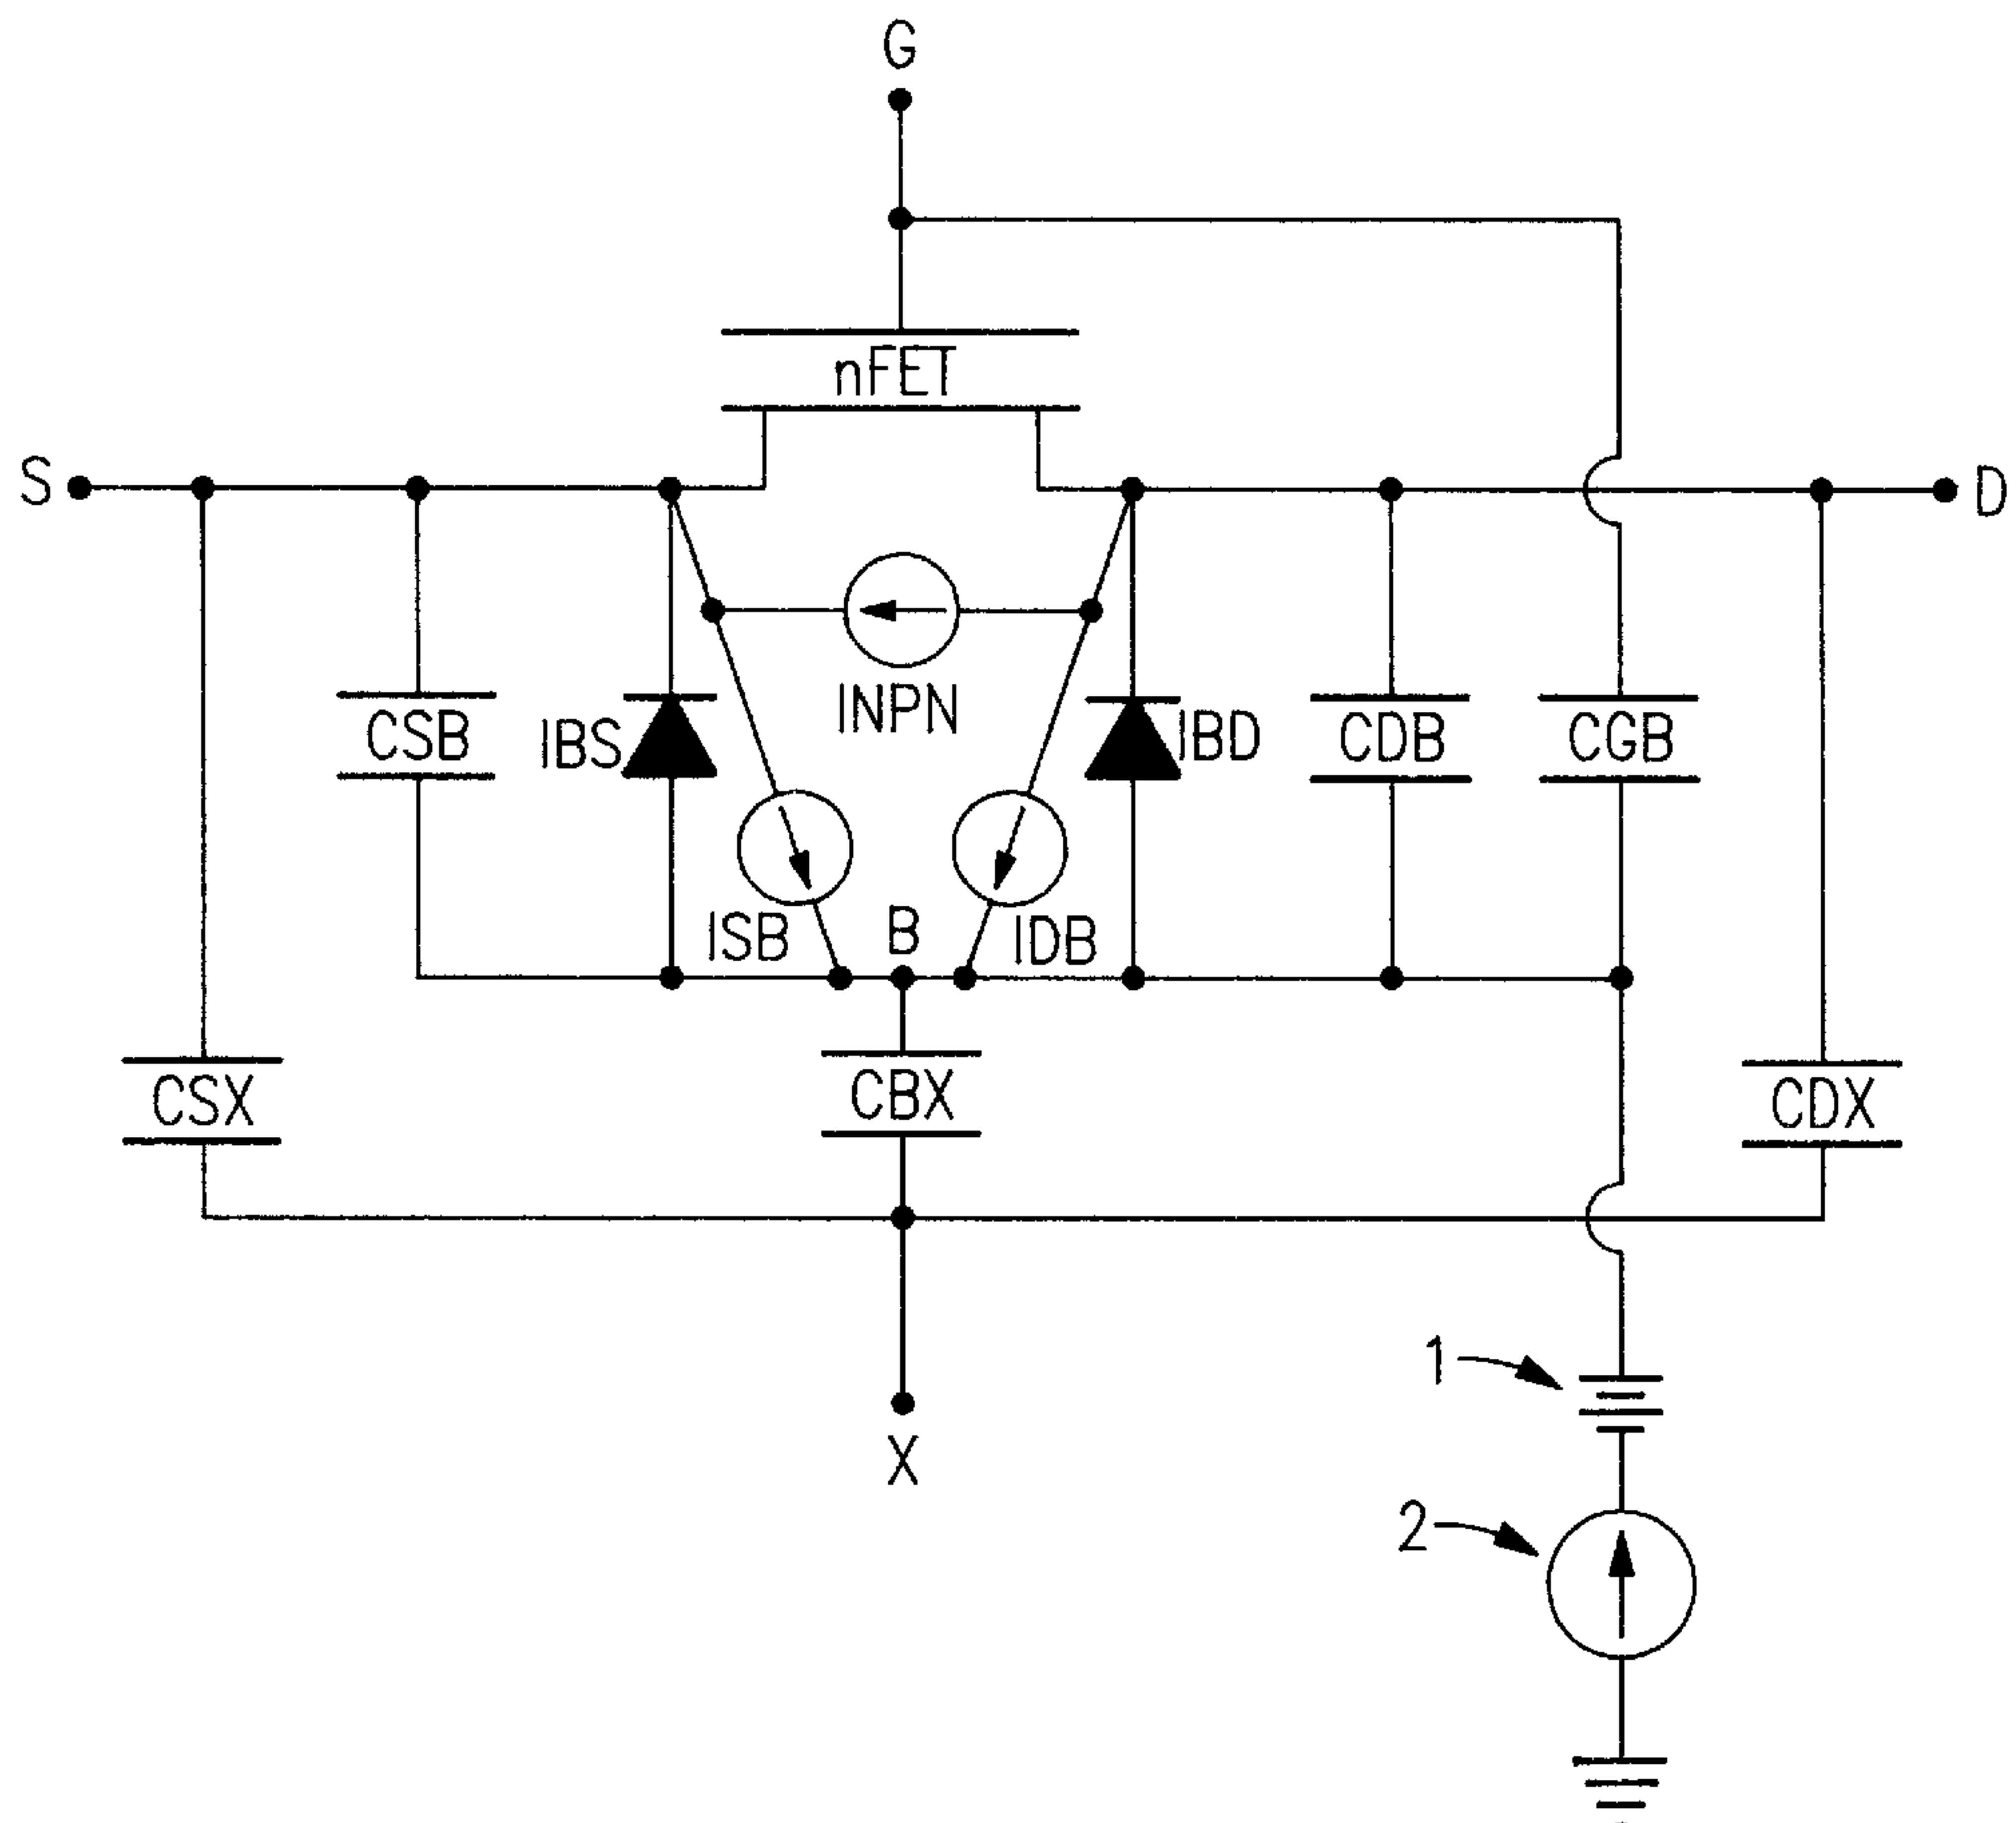 G
nFET
S
D
INPN
CSB
IBS
IBD
CDB
CGB
ISB
B
IDB
CSX
CBX
CDX
1
X
2